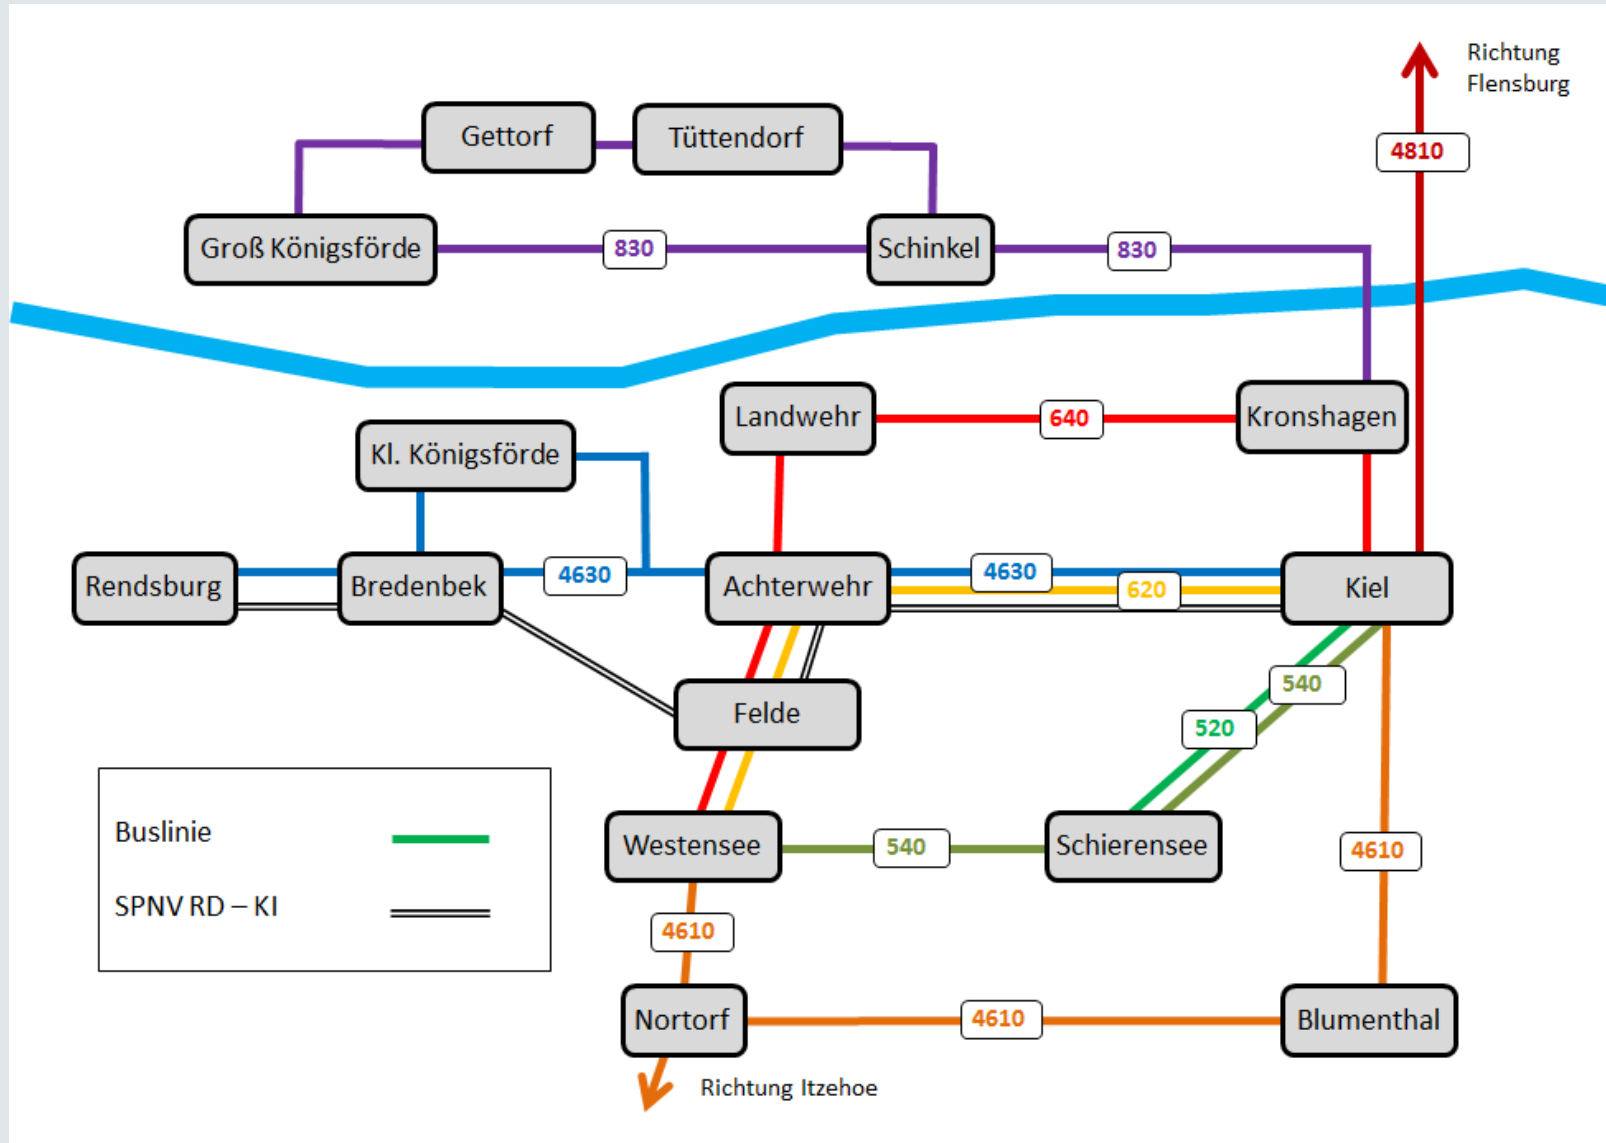 Richtung
Flensburg
Gettorf
Tüttendorf
4810
Groß Königsförde
830
Schinkel
830
Landwehr
640
Kronshagen
Kl. Königsförde
Rendsburg
Bredenbek
4630
Achterwehr
4630
620
Kiel
540
Felde
520
Buslinie
Westensee
540
Schierensee
4610
SPNV RD – KI
4610
Nortorf
4610
Blumenthal
Richtung Itzehoe